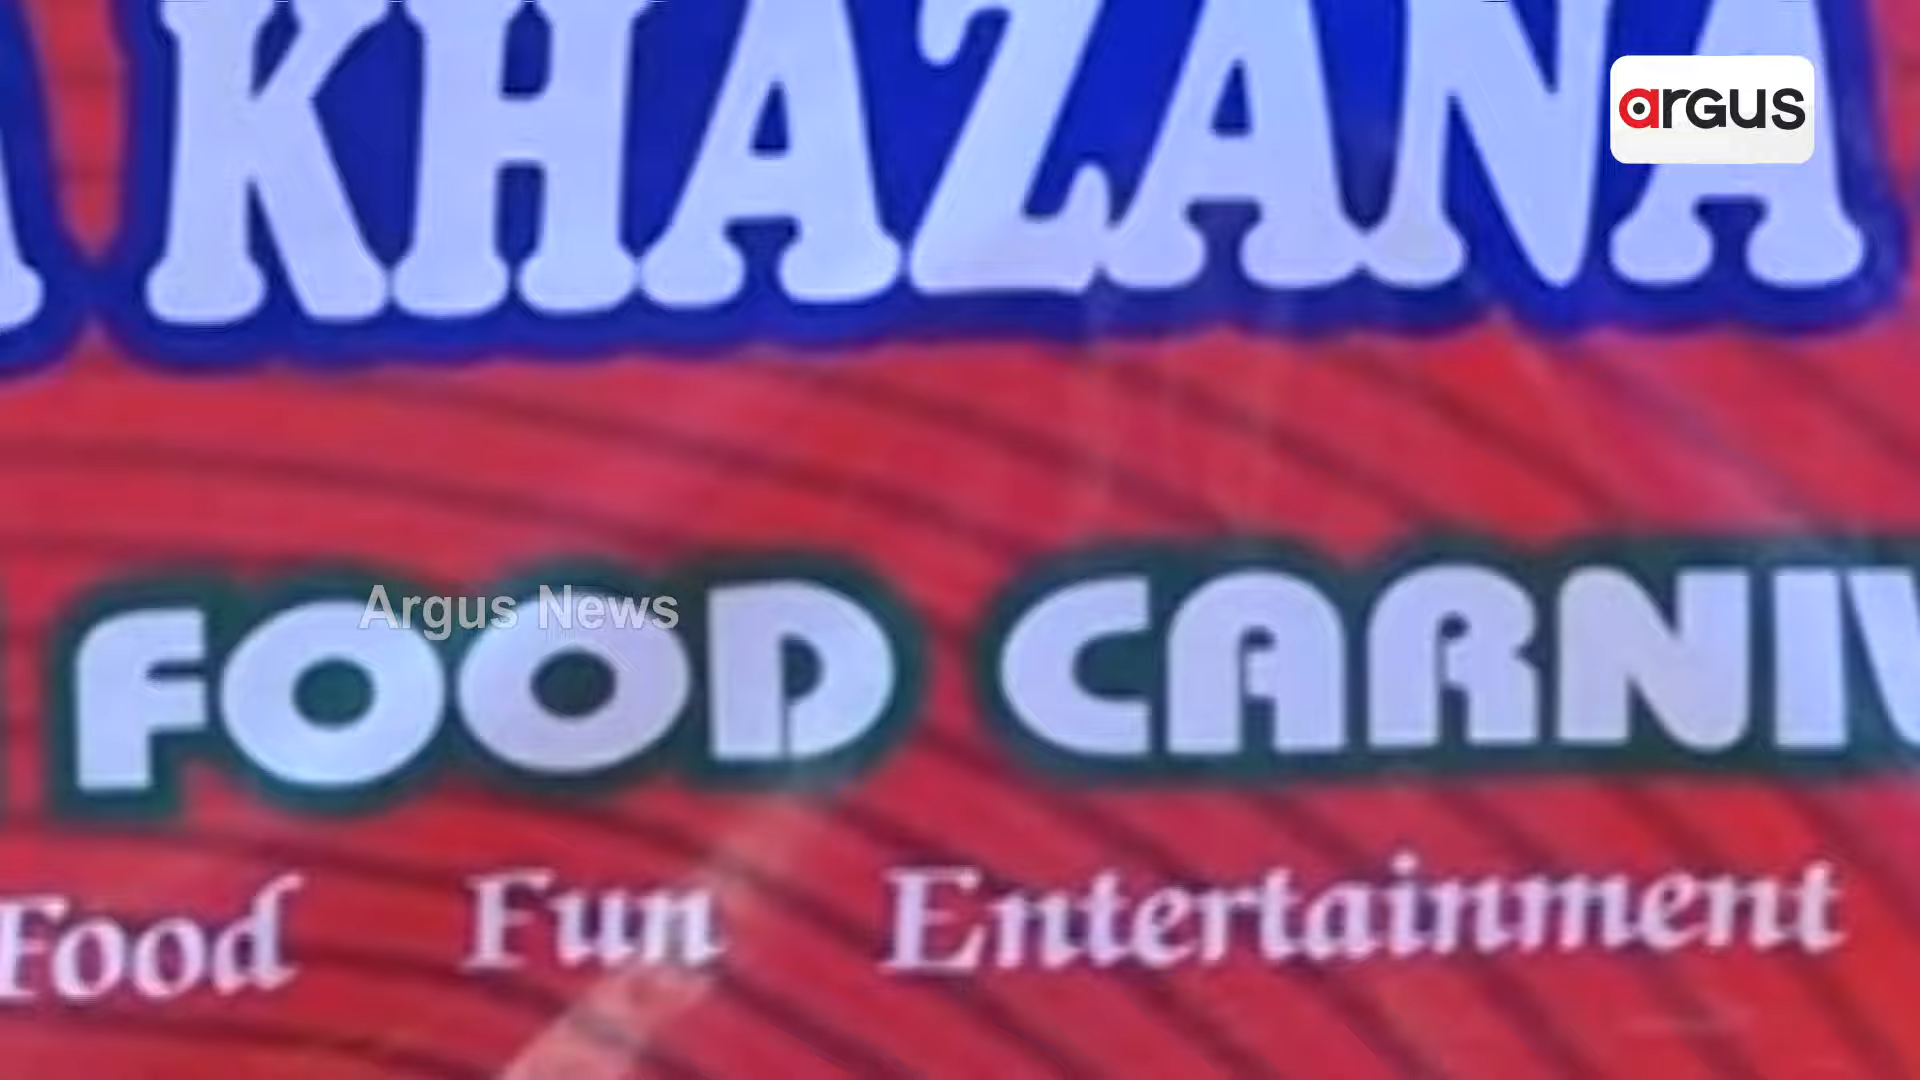 KHAZANA
argus
FOOD CARNIV
Argus News
Food Fun Entertainment